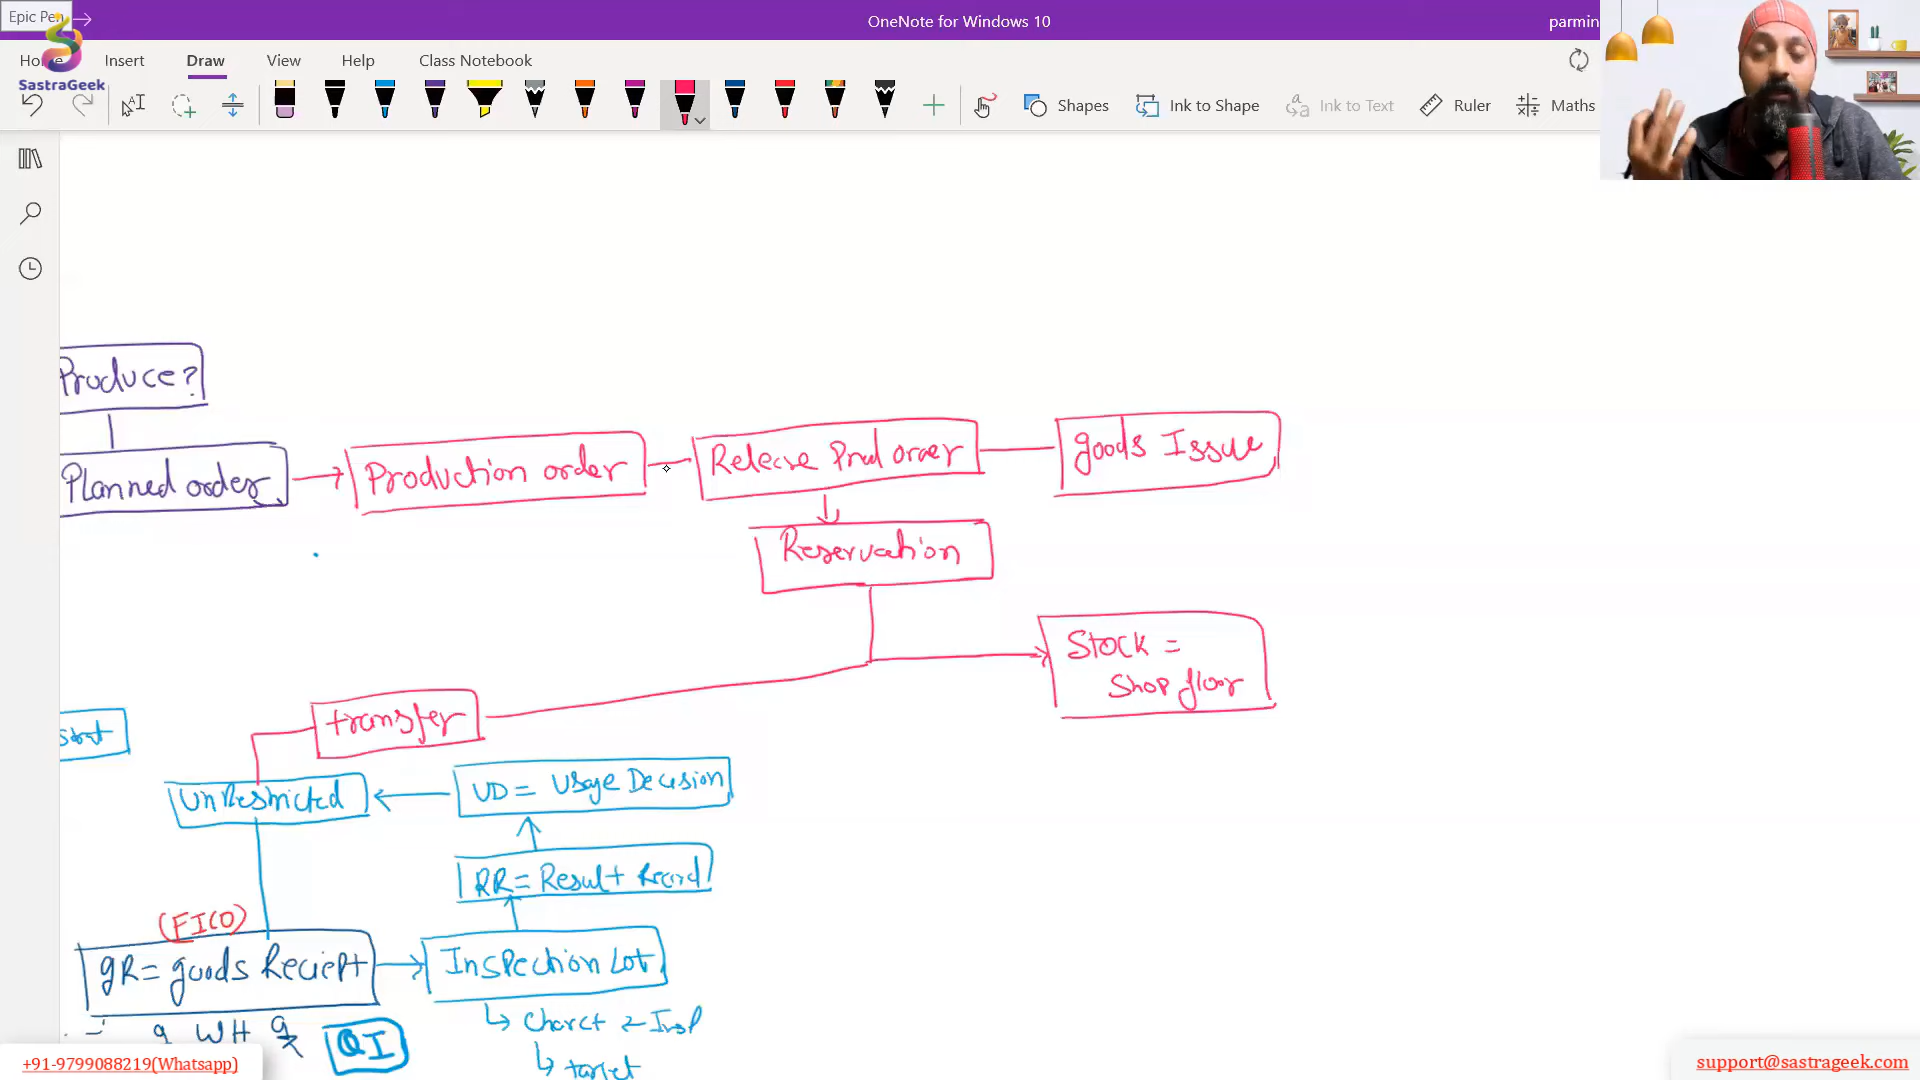 Epic Pen
OneNote for Windows 10
parmin
SastraGeek
Insert
Draw
View
Help
Class Notebook
Shapes
Ink to Shape
Ink to Text
Ruler
Maths
Produce?
Planned order
Production order
Release Prod order
goods Issue
Reservation
Stock =
Shop floor
transfer
UnRestricted
UD = Usage Decision
RR = Result Record
(FICO)
GR = goods Reciept
Inspection Lot
WH
QI
Charct
Insp
target
+91-9799088219(Whatsapp)
support@sastrageek.com